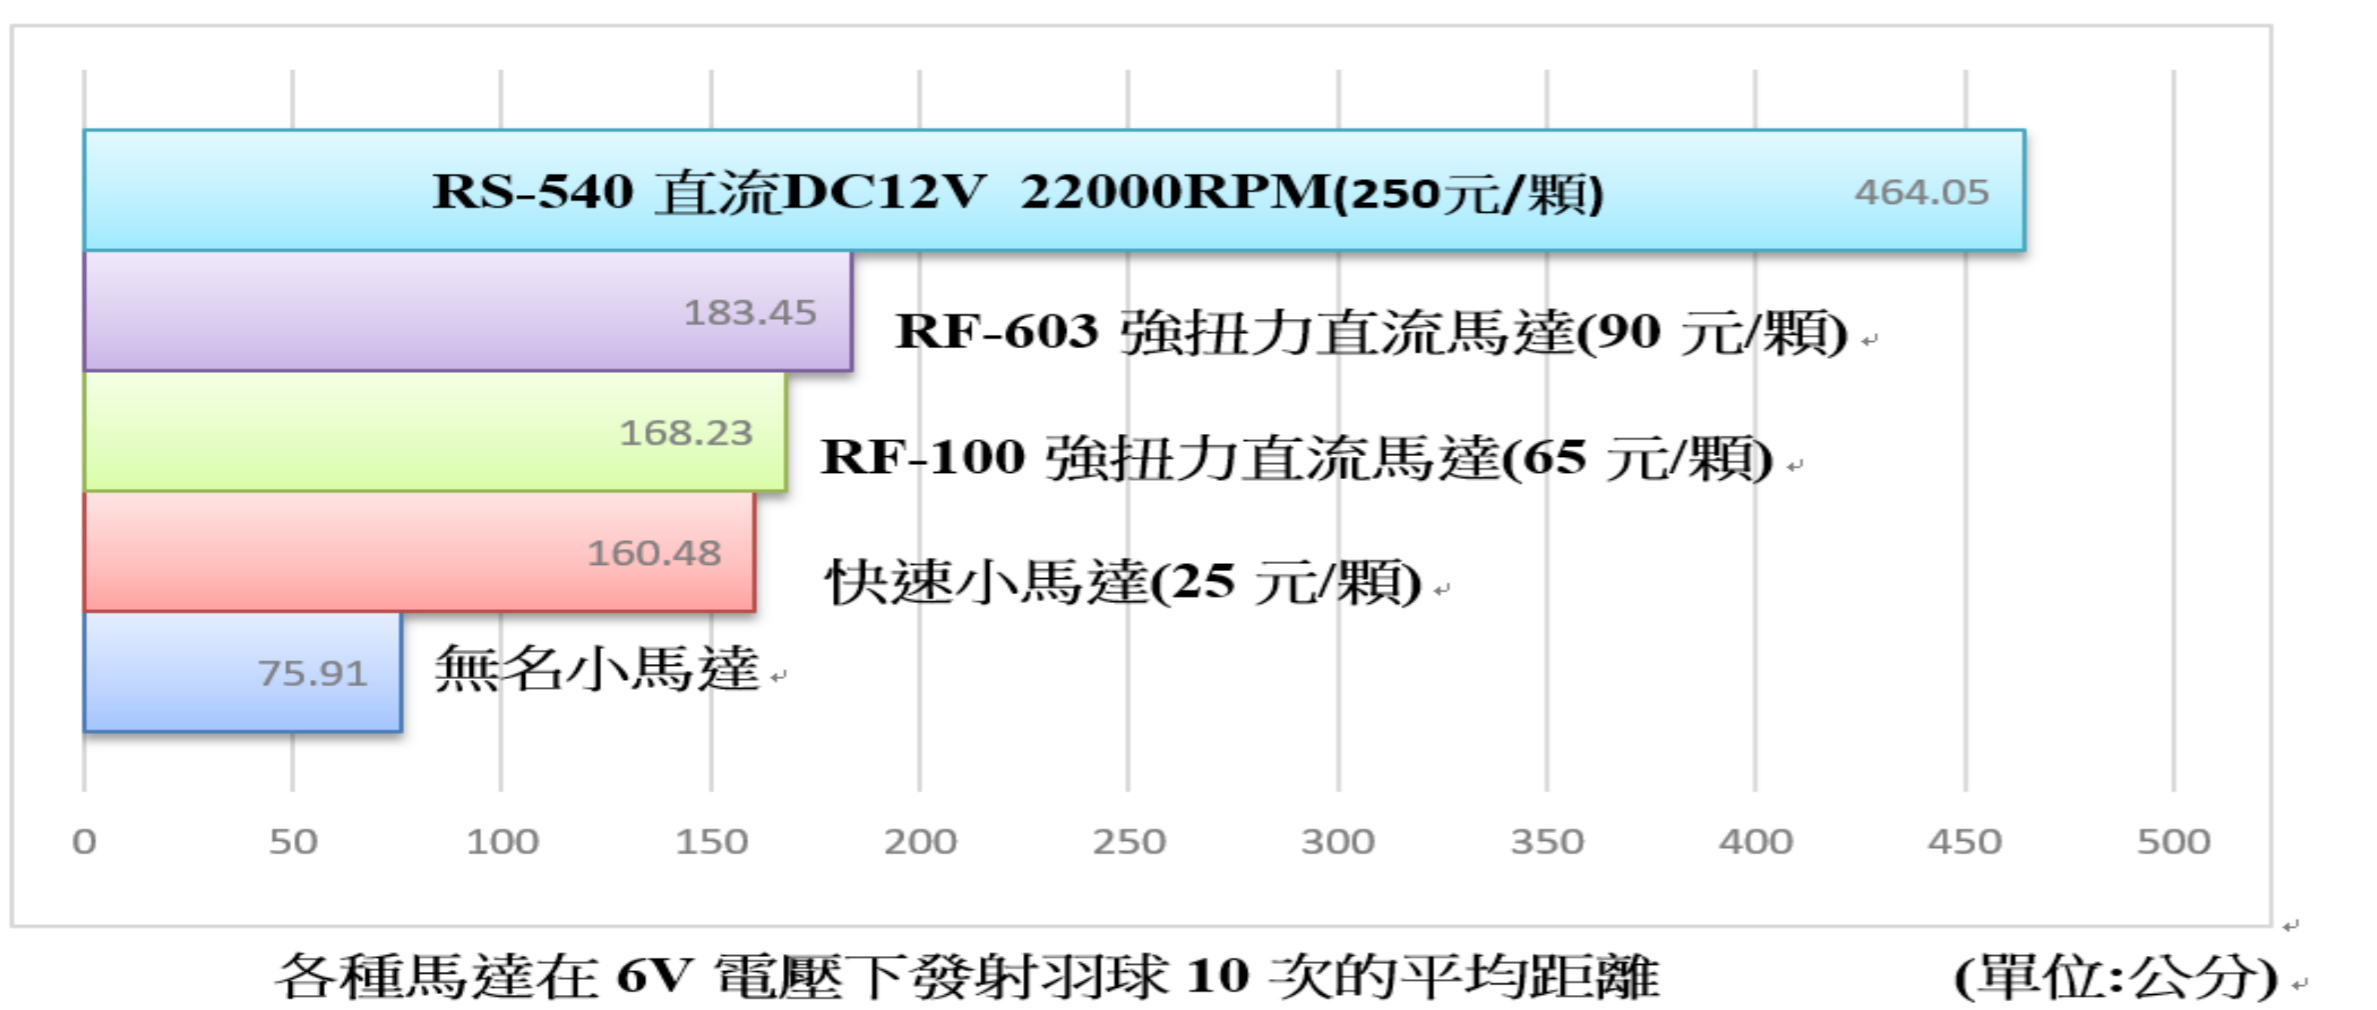 RS-540 直流DC12V 22000RPM(250元/顆) 464.05
183.45 RF-603 強扭力直流馬達(90 元/顆)
168.23 RF-100 強扭力直流馬達(65 元/顆)
160.48 快速小馬達(25 元/顆)
75.91 無名小馬達
0 50 100 150 200 250 300 350 400 450 500
各種馬達在 6V 電壓下發射羽球 10 次的平均距離 (單位:公分)